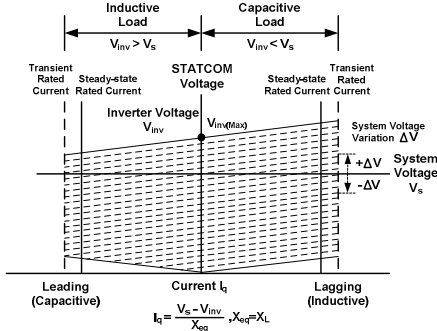 Inductive
Load
Capacitive
Load
Vinv > Vs
Vinv < Vs
Transient
Rated
Current
Steady-state
Rated Current
STATCOM
Voltage
Steady-state
Rated Current
Transient
Rated
Current
Inverter Voltage
Vinv
Vinv(Max)
System Voltage
Variation ΔV
+ΔV
-ΔV
System
Voltage
Vs
Leading
(Capacitive)
Current Iq
Lagging
(Inductive)
Iq = Vs - Vinv / Xeq , Xeq=XL